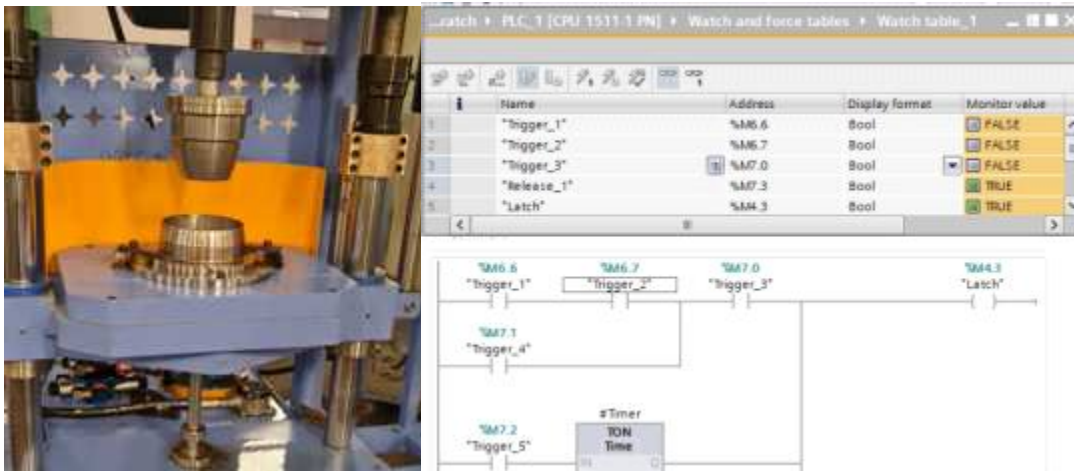 PLC_1 [CPU 1511-1 PN] ▸ Watch and force tables ▸ Watch table_1
i Name Address Display format Monitor value
1 "Trigger_1" %M6.6 Bool FALSE
2 "Trigger_2" %M6.7 Bool FALSE
3 "Trigger_3" %M7.0 Bool FALSE
4 "Release_1" %M7.3 Bool TRUE
5 "Latch" %M4.3 Bool TRUE
%M6.6 %M6.7 %M7.0 %M4.3
"Trigger_1" "Trigger_2" "Trigger_3" "Latch"
%M7.1
"Trigger_4"
#Timer
%M7.2 TON
"Trigger_5" Time
IN Q